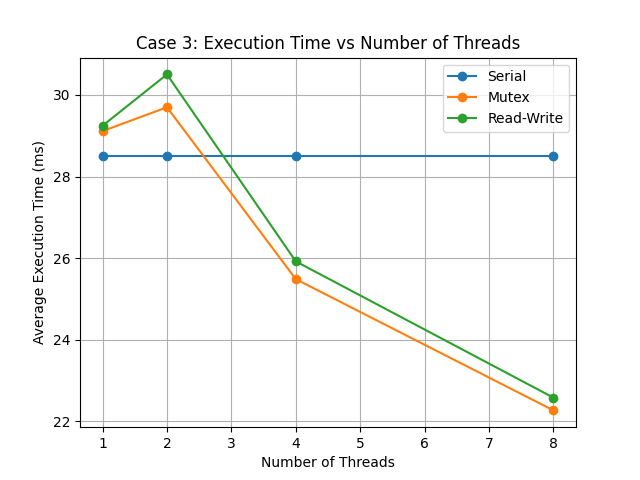 Case 3: Execution Time vs Number of Threads
Serial
Mutex
Read-Write
Average Execution Time (ms)
30
28
26
24
22
1 2 3 4 5 6 7 8
Number of Threads